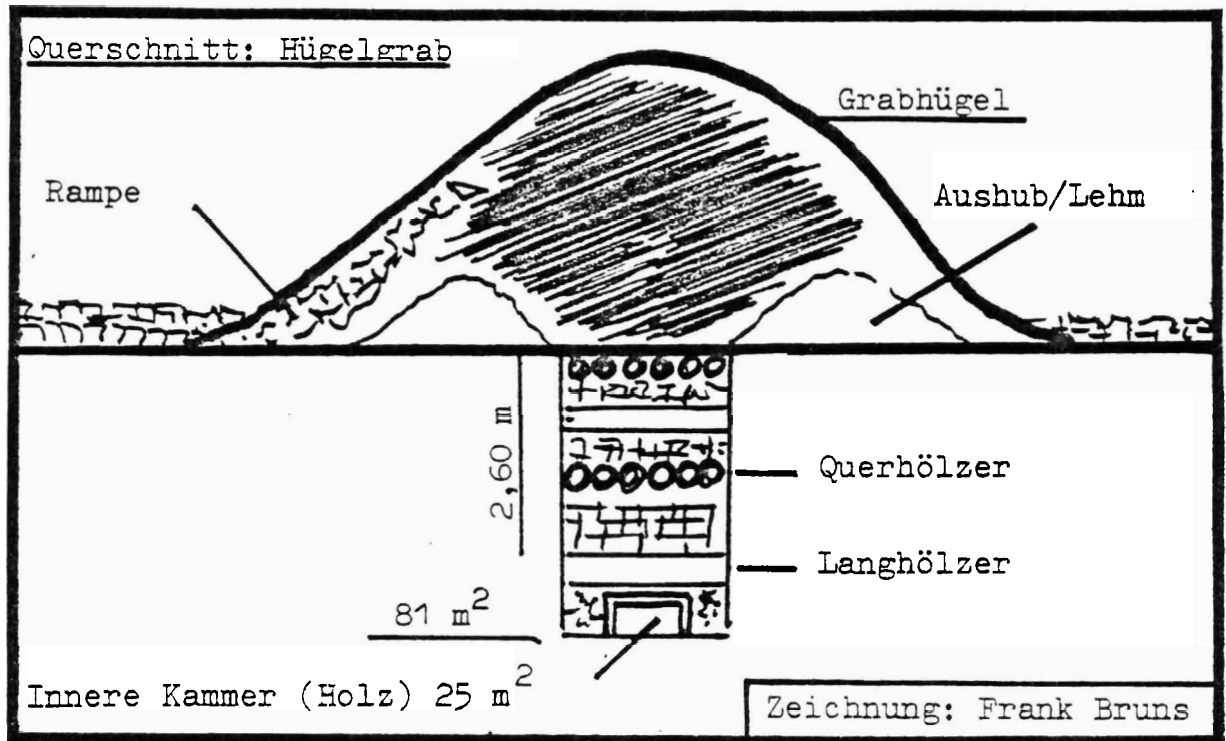 Querschnitt: Hügelgrab
Grabhügel
Rampe
Aushub/Lehm
2,60 m
Querhölzer
Langhölzer
81 m²
Innere Kammer (Holz) 25 m²
Zeichnung: Frank Bruns